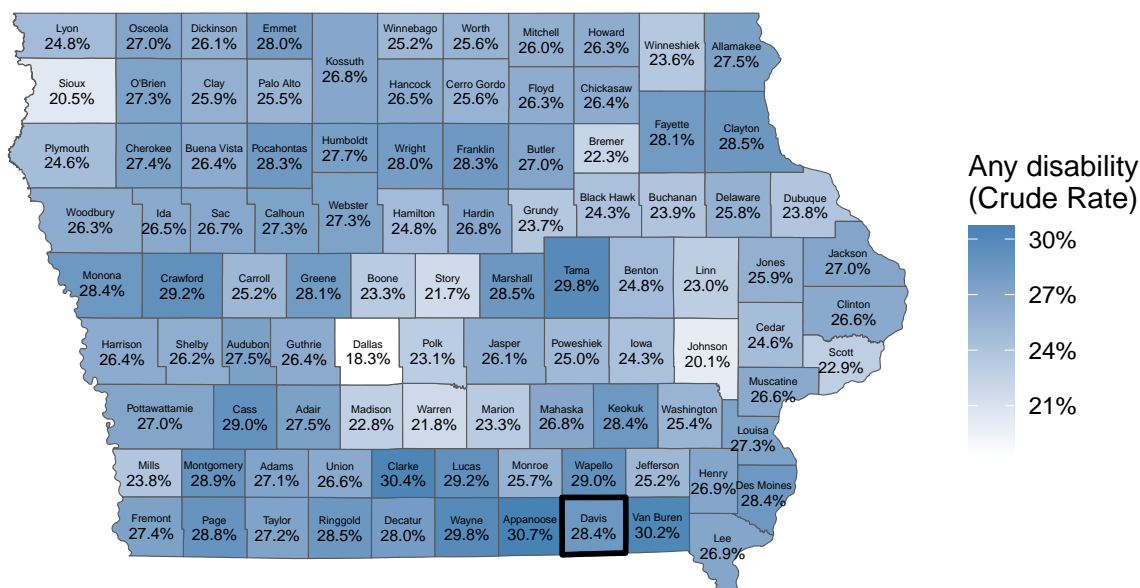 Lyon
24.8%
Osceola
27.0%
Dickinson
26.1%
Emmet
28.0%
Kossuth
26.8%
Winnebago
25.2%
Worth
25.6%
Mitchell
26.0%
Howard
26.3%
Winneshiek
23.6%
Allamakee
27.5%
Sioux
20.5%
O'Brien
27.3%
Clay
25.9%
Palo Alto
25.5%
Hancock
26.5%
Cerro Gordo
25.6%
Floyd
26.3%
Chickasaw
26.4%
Fayette
28.1%
Clayton
28.5%
Plymouth
24.6%
Cherokee
27.4%
Buena Vista
26.4%
Pocahontas
28.3%
Humboldt
27.7%
Wright
28.0%
Franklin
28.3%
Butler
27.0%
Bremer
22.3%
Woodbury
26.3%
Ida
26.5%
Sac
26.7%
Calhoun
27.3%
Webster
27.3%
Hamilton
24.8%
Hardin
26.8%
Grundy
23.7%
Black Hawk
24.3%
Buchanan
23.9%
Delaware
25.8%
Dubuque
23.8%
Monona
28.4%
Crawford
29.2%
Carroll
25.2%
Greene
28.1%
Boone
23.3%
Story
21.7%
Marshall
28.5%
Tama
29.8%
Benton
24.8%
Linn
23.0%
Jones
25.9%
Jackson
27.0%
Clinton
26.6%
Harrison
26.4%
Shelby
26.2%
Audubon
27.5%
Guthrie
26.4%
Dallas
18.3%
Polk
23.1%
Jasper
26.1%
Poweshiek
25.0%
Iowa
24.3%
Johnson
20.1%
Cedar
24.6%
Scott
22.9%
Muscatine
26.6%
Pottawattamie
27.0%
Cass
29.0%
Adair
27.5%
Madison
22.8%
Warren
21.8%
Marion
23.3%
Mahaska
26.8%
Keokuk
28.4%
Washington
25.4%
Louisa
27.3%
Mills
23.8%
Montgomery
28.9%
Adams
27.1%
Union
26.6%
Clarke
30.4%
Lucas
29.2%
Monroe
25.7%
Wapello
29.0%
Jefferson
25.2%
Henry
26.9%
Des Moines
28.4%
Fremont
27.4%
Page
28.8%
Taylor
27.2%
Ringgold
28.5%
Decatur
28.0%
Wayne
29.8%
Appanoose
30.7%
Davis
28.4%
Van Buren
30.2%
Lee
26.9%
Any disability
(Crude Rate)
30%
27%
24%
21%